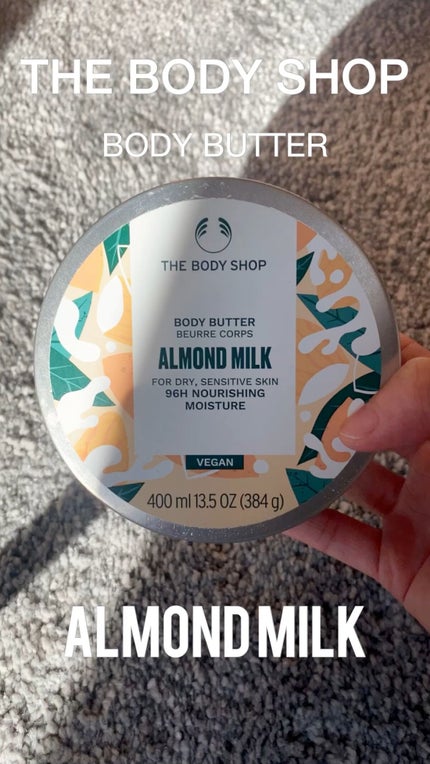 THE BODY SHOP
BODY BUTTER
THE BODY SHOP
BODY BUTTER
BEURRE CORPS
ALMOND MILK
FOR DRY, SENSITIVE SKIN
96H NOURISHING
MOISTURE
VEGAN
400 ml 13.5 OZ (384 g)
ALMOND MILK